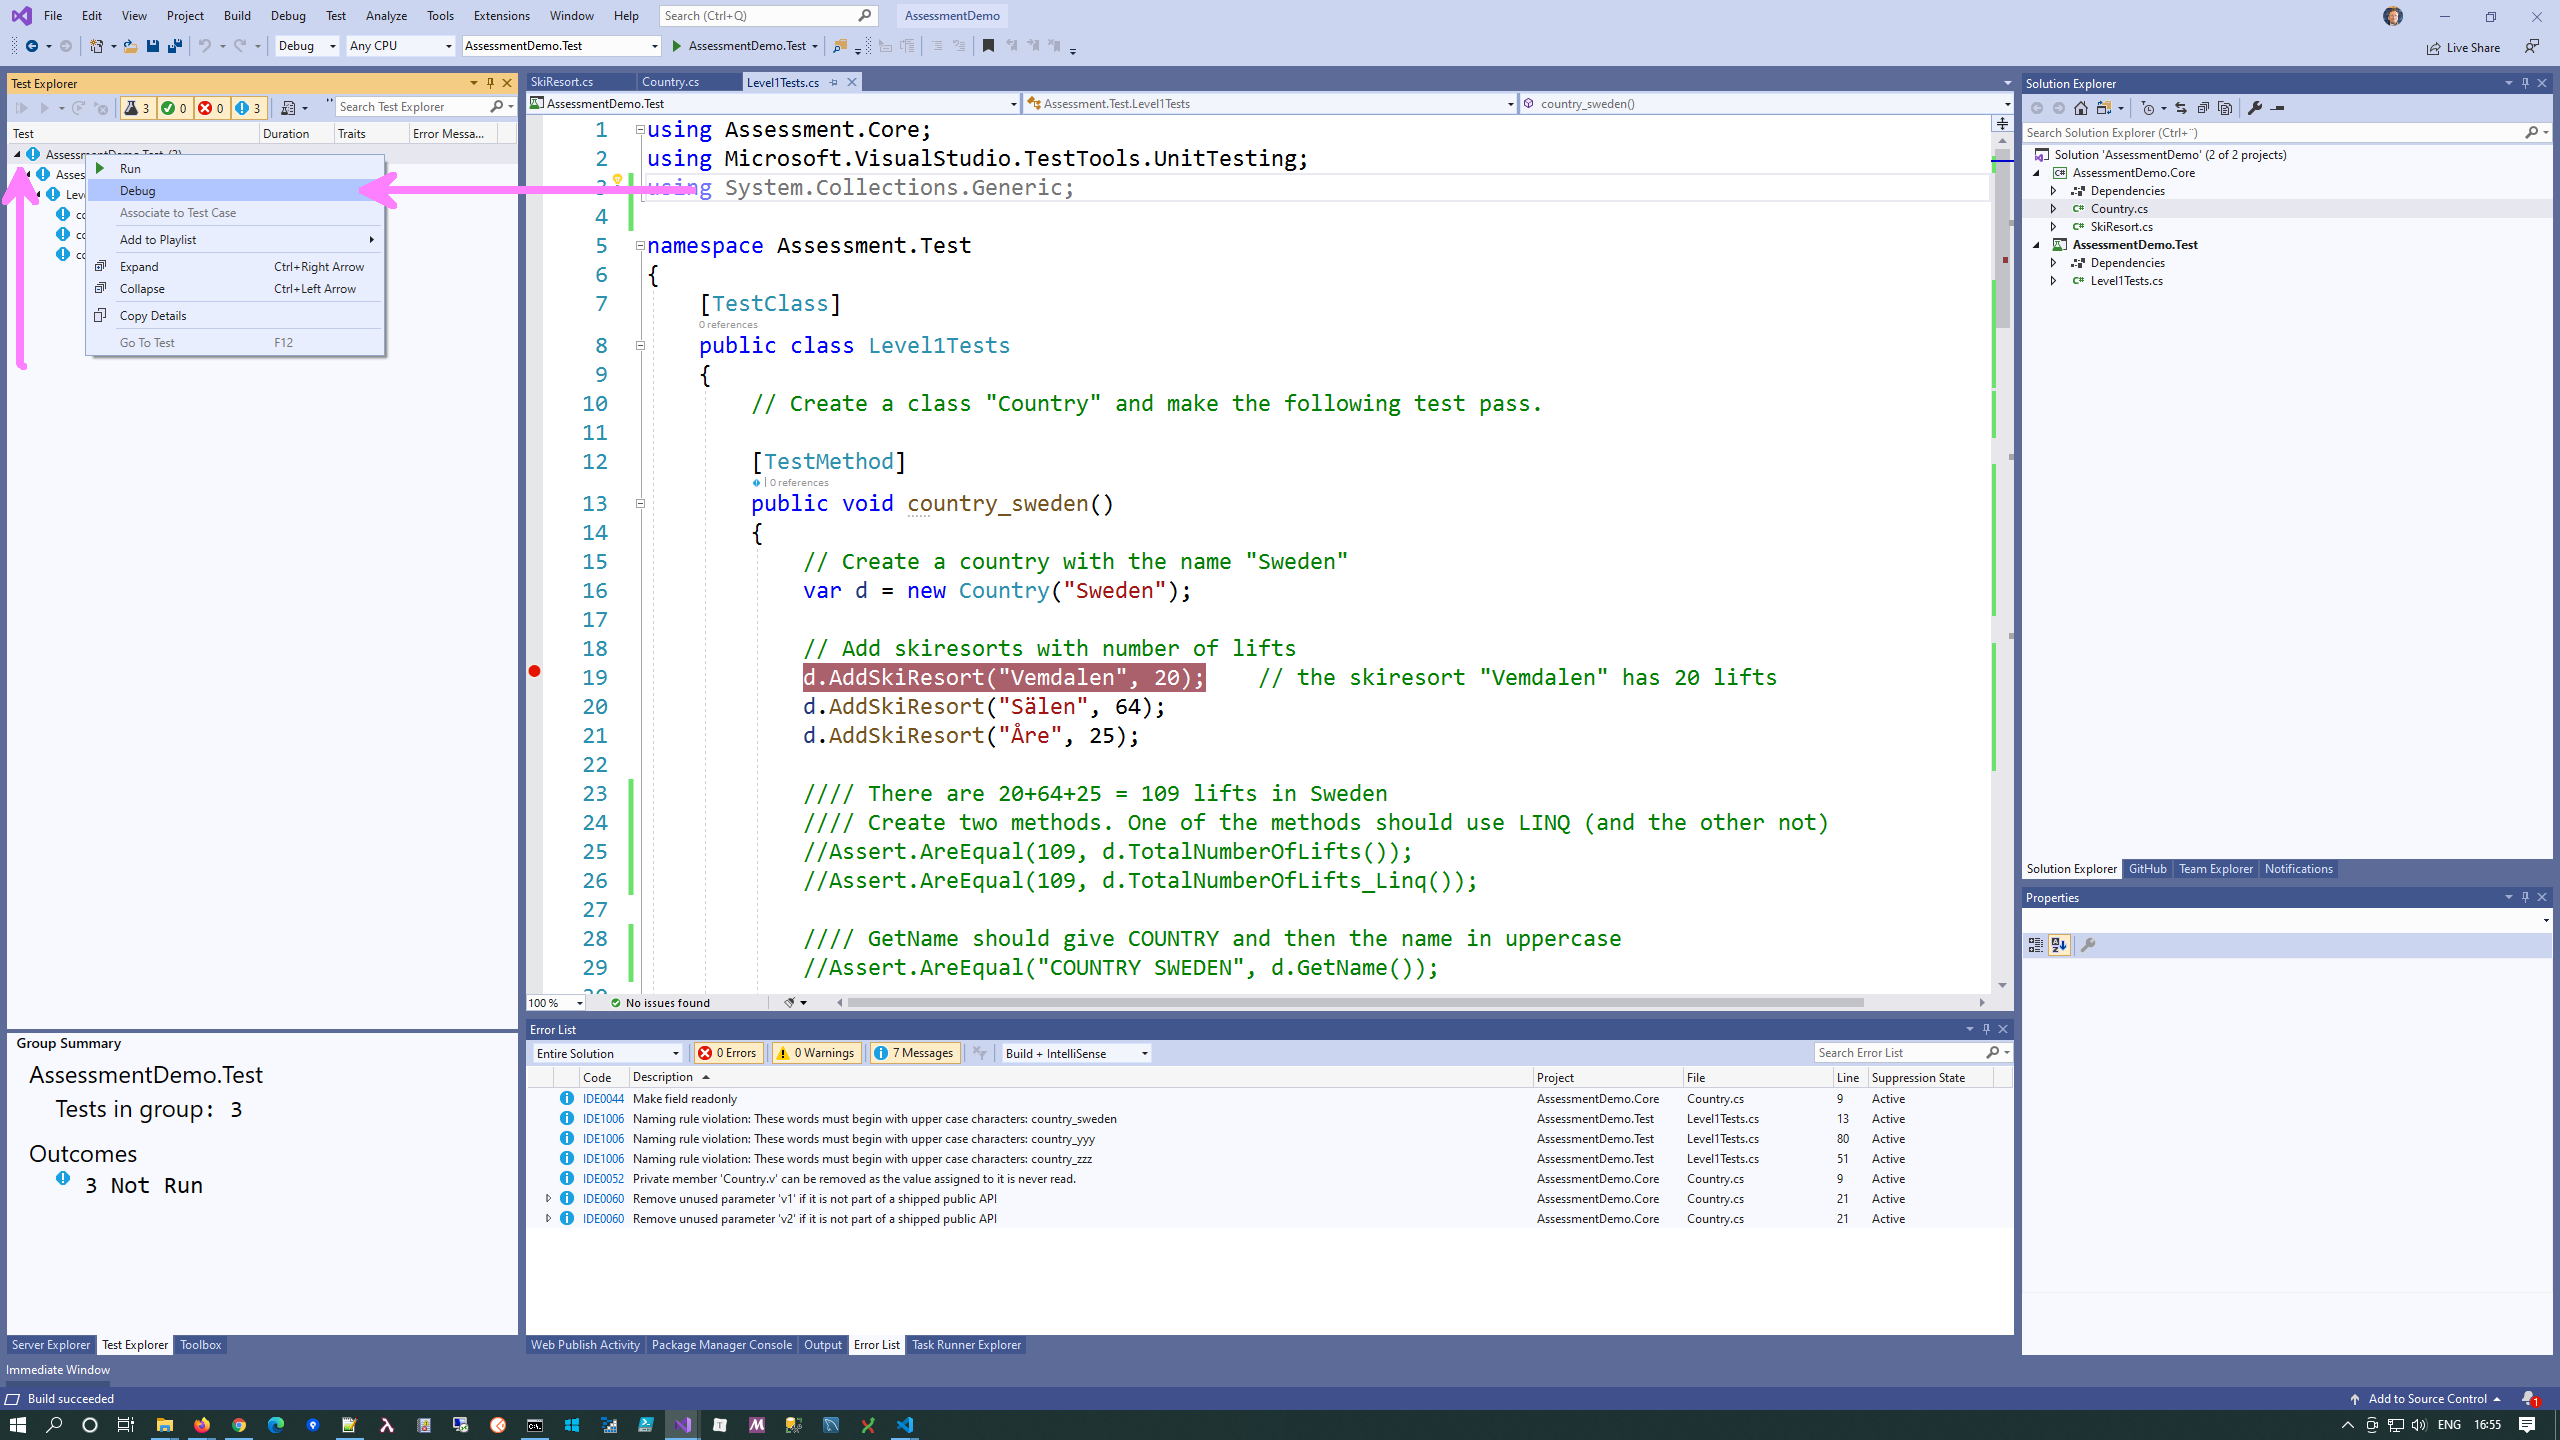 File Edit View Project Build Debug Test Analyze Tools Extensions Window Help Search (Ctrl+Q) AssessmentDemo
Debug Any CPU AssessmentDemo.Test AssessmentDemo.Test Live Share
Test Explorer
3 0 0 3 Search Test Explorer
Test Duration Traits Error Messa...
Run
Debug
Associate to Test Case
Add to Playlist
Expand Ctrl+Right Arrow
Collapse Ctrl+Left Arrow
Copy Details
Go To Test F12
Group Summary
AssessmentDemo.Test
Tests in group: 3
Outcomes
3 Not Run
Server Explorer Test Explorer Toolbox
SkiResort.cs Country.cs Level1Tests.cs
AssessmentDemo.Test Assessment.Test.Level1Tests country_sweden()
1 using Assessment.Core;
2 using Microsoft.VisualStudio.TestTools.UnitTesting;
3 using System.Collections.Generic;
4
5 namespace Assessment.Test
6 {
7 [TestClass]
0 references
8 public class Level1Tests
9 {
10 // Create a class "Country" and make the following test pass.
11
12 [TestMethod]
0 references
13 public void country_sweden()
14 {
15 // Create a country with the name "Sweden"
16 var d = new Country("Sweden");
17
18 // Add skiresorts with number of lifts
19 d.AddSkiResort("Vemdalen", 20); // the skiresort "Vemdalen" has 20 lifts
20 d.AddSkiResort("Sälen", 64);
21 d.AddSkiResort("Åre", 25);
22
23 //// There are 20+64+25 = 109 lifts in Sweden
24 //// Create two methods. One of the methods should use LINQ (and the other not)
25 //Assert.AreEqual(109, d.TotalNumberOfLifts());
26 //Assert.AreEqual(109, d.TotalNumberOfLifts_Linq());
27
28 //// GetName should give COUNTRY and then the name in uppercase
29 //Assert.AreEqual("COUNTRY SWEDEN", d.GetName());
100 % No issues found
Error List
Entire Solution 0 Errors 0 Warnings 7 Messages Build + IntelliSense Search Error List
Code Description Project File Line Suppression State
IDE0044 Make field readonly AssessmentDemo.Core Country.cs 9 Active
IDE1006 Naming rule violation: These words must begin with upper case characters: country_sweden AssessmentDemo.Test Level1Tests.cs 13 Active
IDE1006 Naming rule violation: These words must begin with upper case characters: country_yyy AssessmentDemo.Test Level1Tests.cs 80 Active
IDE1006 Naming rule violation: These words must begin with upper case characters: country_zzz AssessmentDemo.Test Level1Tests.cs 51 Active
IDE0052 Private member 'Country.v' can be removed as the value assigned to it is never read. AssessmentDemo.Core Country.cs 9 Active
IDE0060 Remove unused parameter 'v1' if it is not part of a shipped public API AssessmentDemo.Core Country.cs 21 Active
IDE0060 Remove unused parameter 'v2' if it is not part of a shipped public API AssessmentDemo.Core Country.cs 21 Active
Web Publish Activity Package Manager Console Output Error List Task Runner Explorer
Solution Explorer
Search Solution Explorer (Ctrl+¨)
Solution 'AssessmentDemo' (2 of 2 projects)
AssessmentDemo.Core
Dependencies
Country.cs
SkiResort.cs
AssessmentDemo.Test
Dependencies
Level1Tests.cs
Solution Explorer GitHub Team Explorer Notifications
Properties
Immediate Window
Build succeeded Add to Source Control 1
ENG 16:55